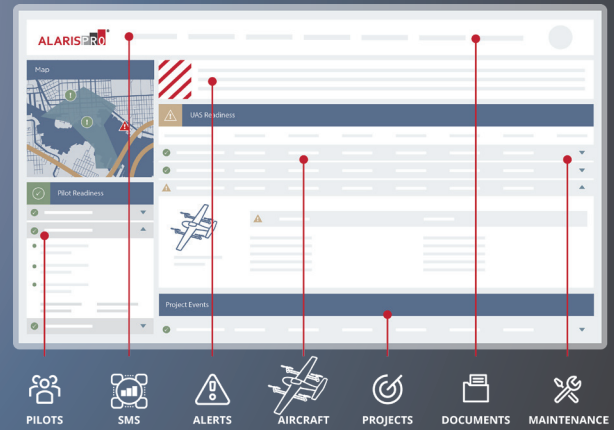 ALARISPRO
Map
UAS Readiness
Pilot Readiness
Project Events
PILOTS
SMS
ALERTS
AIRCRAFT
PROJECTS
DOCUMENTS
MAINTENANCE